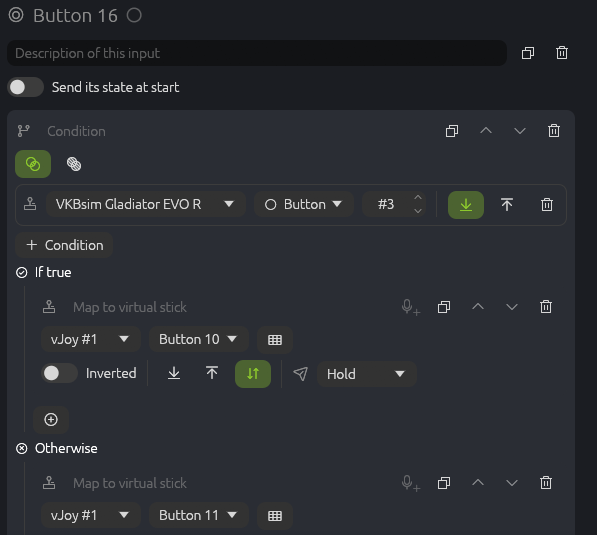 Button 16
Description of this input
Send its state at start
Condition
VKBsim Gladiator EVO R Button #3
+ Condition
If true
Map to virtual stick
vJoy #1 Button 10
Inverted Hold
Otherwise
Map to virtual stick
vJoy #1 Button 11